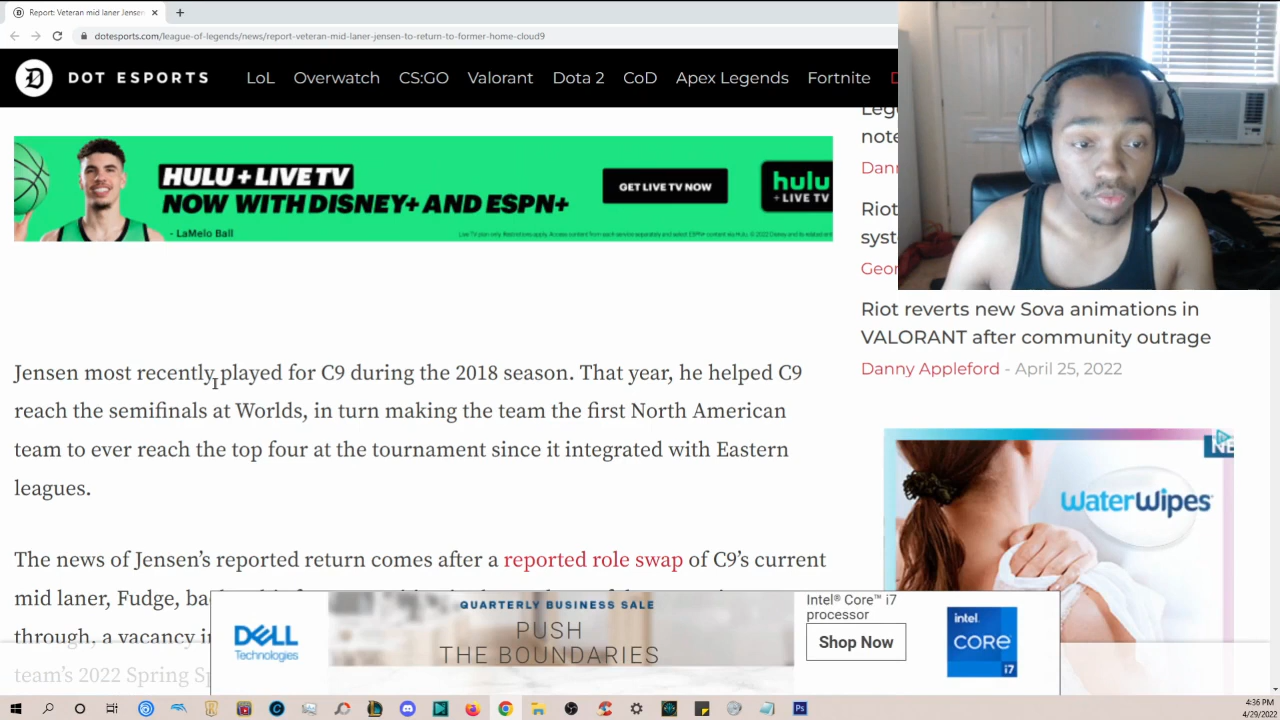 Report: Veteran mid laner Jensen
dotesports.com/league-of-legends/news/report-veteran-mid-laner-jensen-to-return-to-former-home-cloud9
DOT ESPORTS
LoL Overwatch CS:GO Valorant Dota 2 CoD Apex Legends Fortnite
HULU + LIVE TV
NOW WITH DISNEY+ AND ESPN+
- LaMelo Ball
GET LIVE TV NOW
hulu
+ LIVE TV
Jensen most recently played for C9 during the 2018 season. That year, he helped C9
reach the semifinals at Worlds, in turn making the team the first North American
team to ever reach the top four at the tournament since it integrated with Eastern
leagues.
The news of Jensen's reported return comes after a reported role swap of C9's current
mid laner, Fudge,
through, a vacancy
team's 2022 Spring
Riot
Riot reverts new Sova animations in
VALORANT after community outrage
Danny Appleford - April 25, 2022
WaterWipes
DELL
Technologies
QUARTERLY BUSINESS SALE
PUSH
THE BOUNDARIES
Intel® Core™ i7
processor
Shop Now
intel
CORE
i7
4:36 PM
4/29/2022